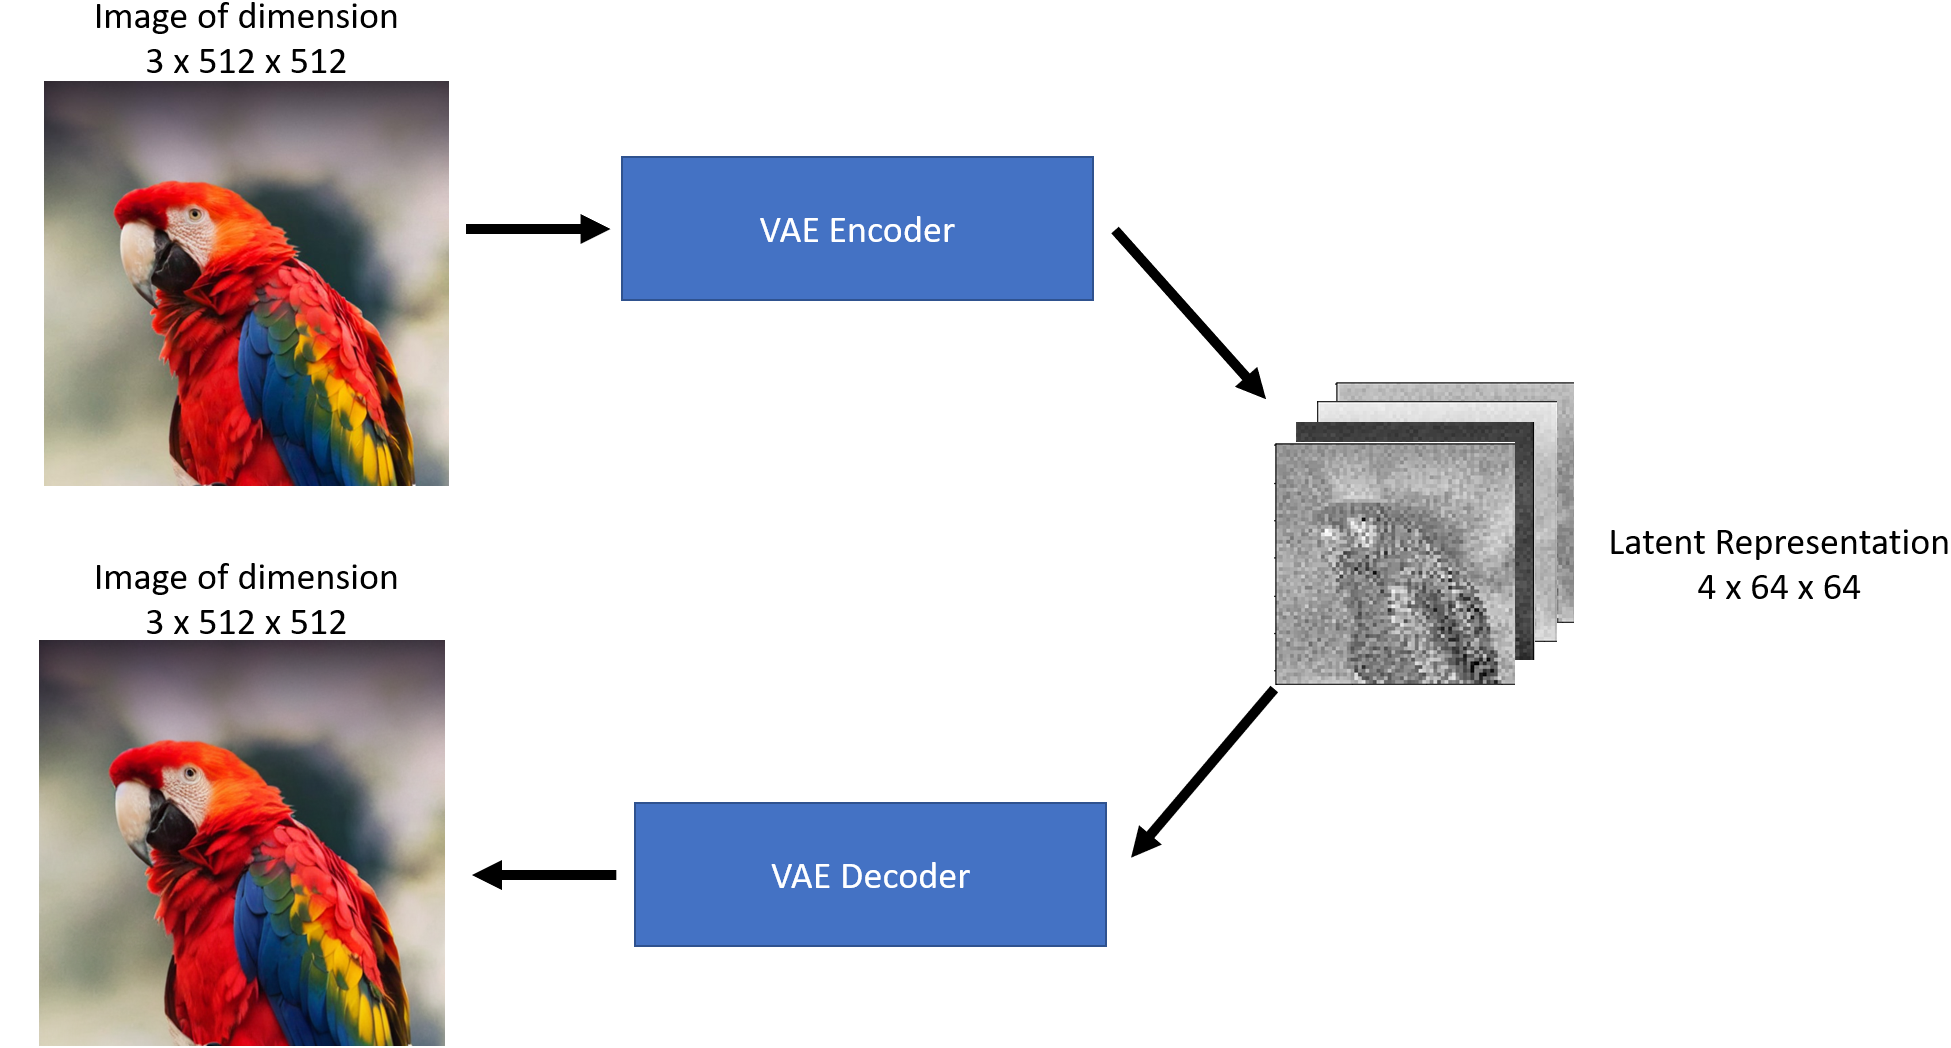 Image of dimension
3 x 512 x 512
VAE Encoder
Latent Representation
4 x 64 x 64
Image of dimension
3 x 512 x 512
VAE Decoder